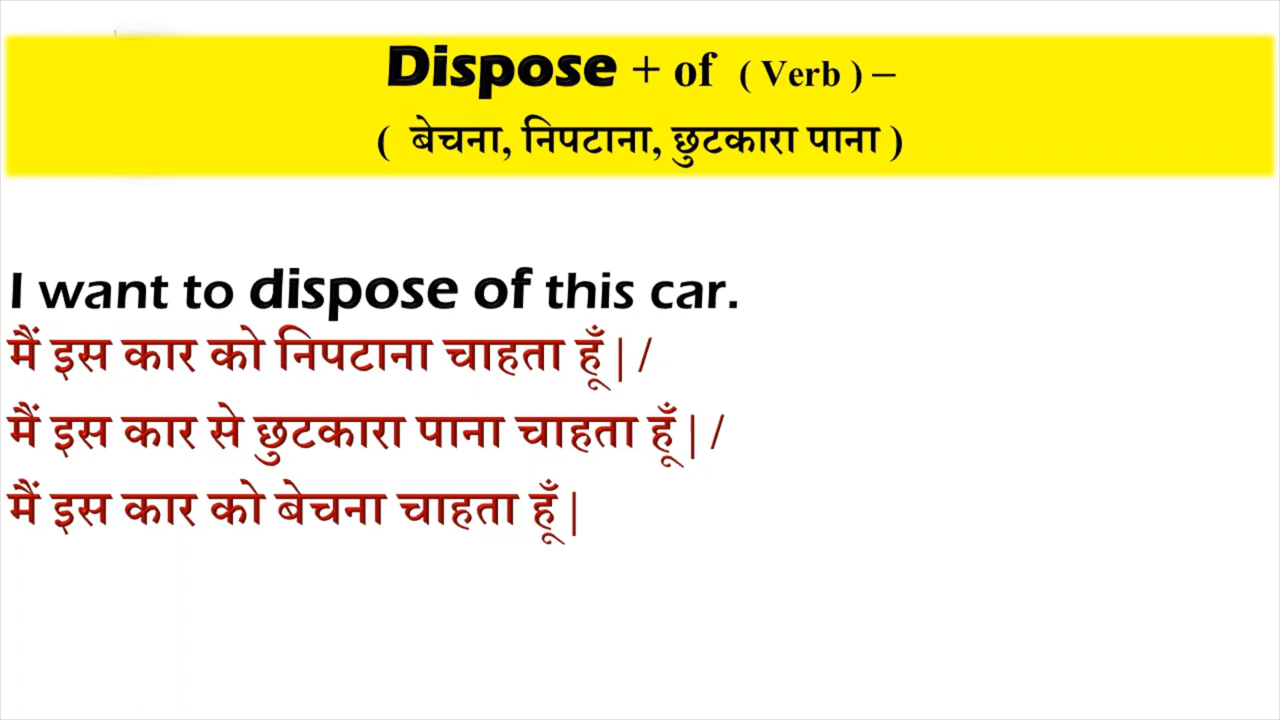 Dispose + of ( Verb ) –
( बेचना, निपटाना, छुटकारा पाना )
I want to dispose of this car.
मैं इस कार को निपटाना चाहता हूँ | /
मैं इस कार से छुटकारा पाना चाहता हूँ | /
मैं इस कार को बेचना चाहता हूँ |